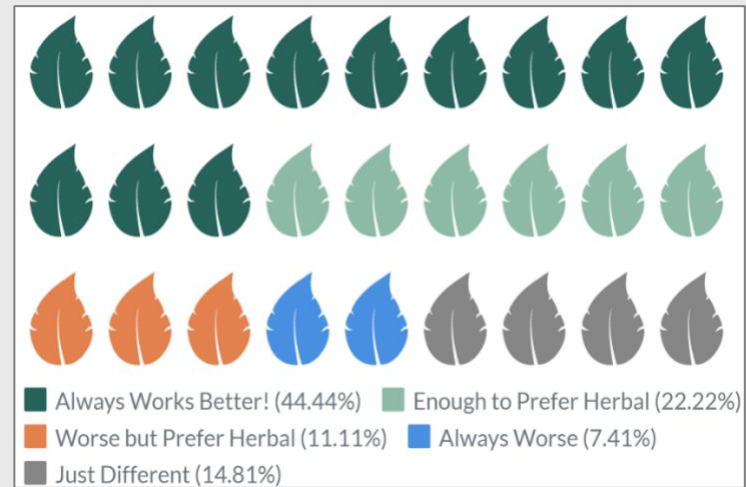 Always Works Better! (44.44%) Enough to Prefer Herbal (22.22%)
Worse but Prefer Herbal (11.11%) Always Worse (7.41%)
Just Different (14.81%)